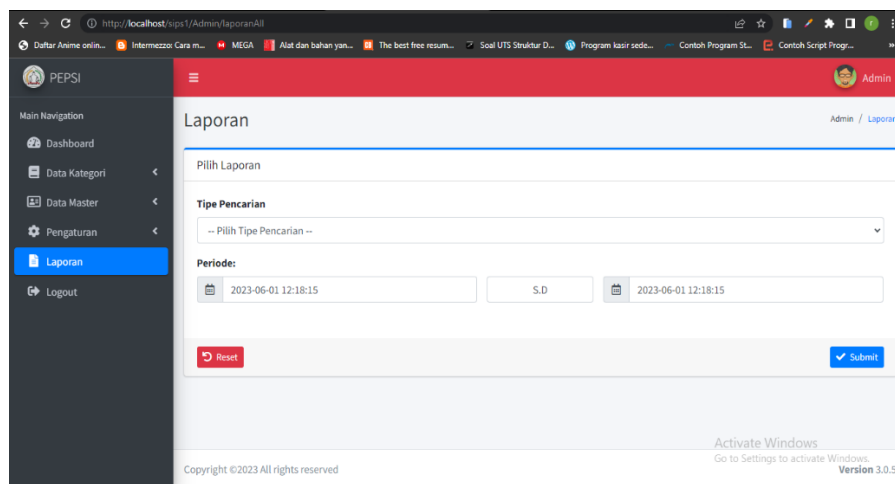 http://localhost/sips1/Admin/laporanAll
Daftar Anime onlin... Intermezzo: Cara m... MEGA Alat dan bahan yan... The best free resum... Soal UTS Struktur D... Program kasir sede... Contoh Program St... Contoh Script Progr... »
PEPSI
Admin
Main Navigation
Laporan
Admin / Laporan
Dashboard
Pilih Laporan
Data Kategori
Data Master
Tipe Pencarian
Pengaturan
-- Pilih Tipe Pencarian --
Laporan
Periode:
Logout
2023-06-01 12:18:15 S.D 2023-06-01 12:18:15
Reset
Submit
Activate Windows
Go to Settings to activate Windows.
Copyright ©2023 All rights reserved
Version 3.0.5